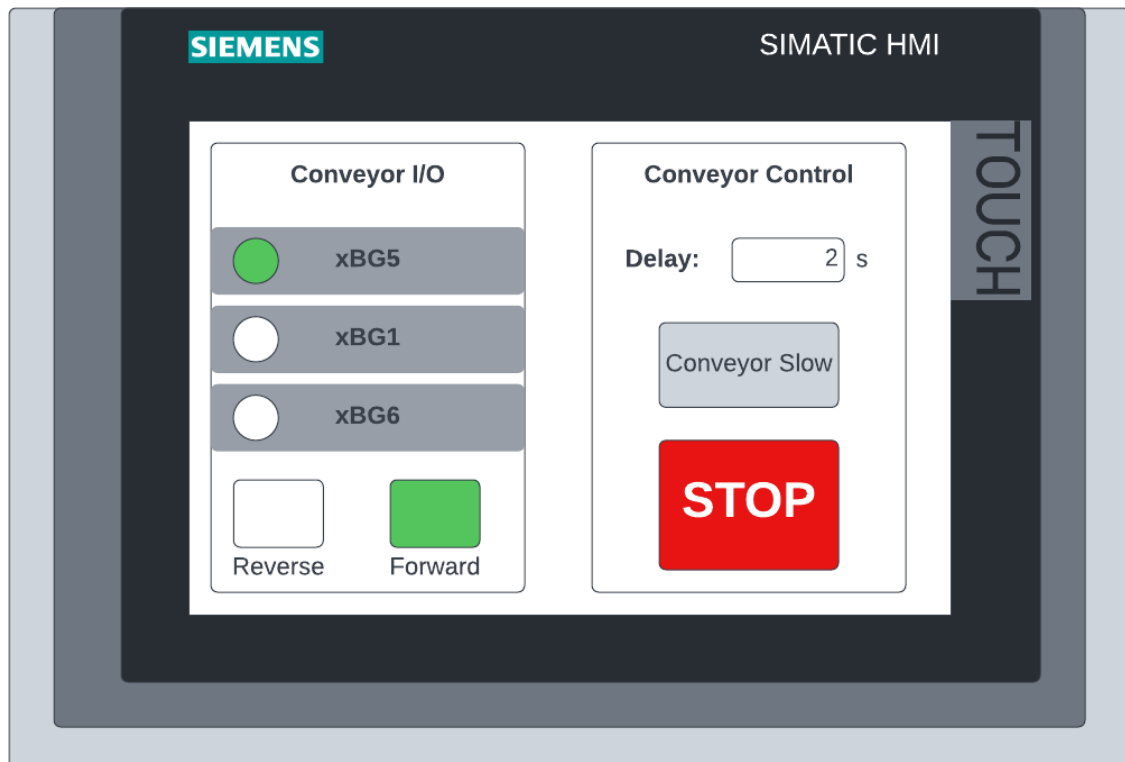 SIEMENS
SIMATIC HMI
TOUCH
Conveyor I/O
xBG5
xBG1
xBG6
Reverse
Forward
Conveyor Control
Delay: 2 s
Conveyor Slow
STOP